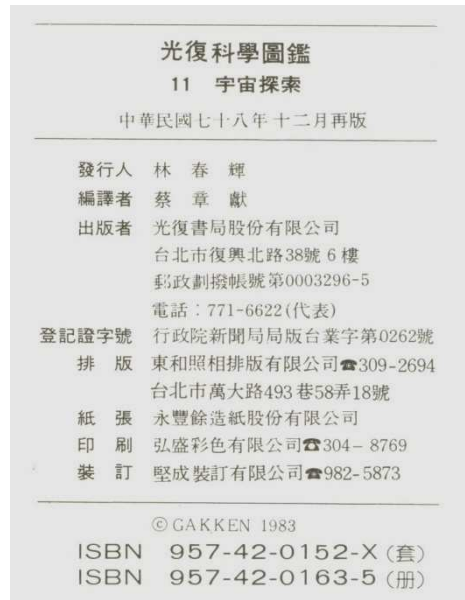 光復科學圖鑑
11 宇宙探索
中華民國七十八年十二月再版
發行人 林春輝
編譯者 蔡章獻
出版者 光復書局股份有限公司
台北市復興北路38號6樓
郵政劃撥帳號第0003296-5
電話：771-6622(代表)
登記證字號 行政院新聞局局版台業字第0262號
排版 東和照相排版有限公司☎309-2694
台北市萬大路493巷58弄18號
紙張 永豐餘造紙股份有限公司
印刷 弘盛彩色有限公司☎304-8769
裝訂 堅成裝訂有限公司☎982-5873
©GAKKEN 1983
ISBN 957-42-0152-X(套)
ISBN 957-42-0163-5(册)